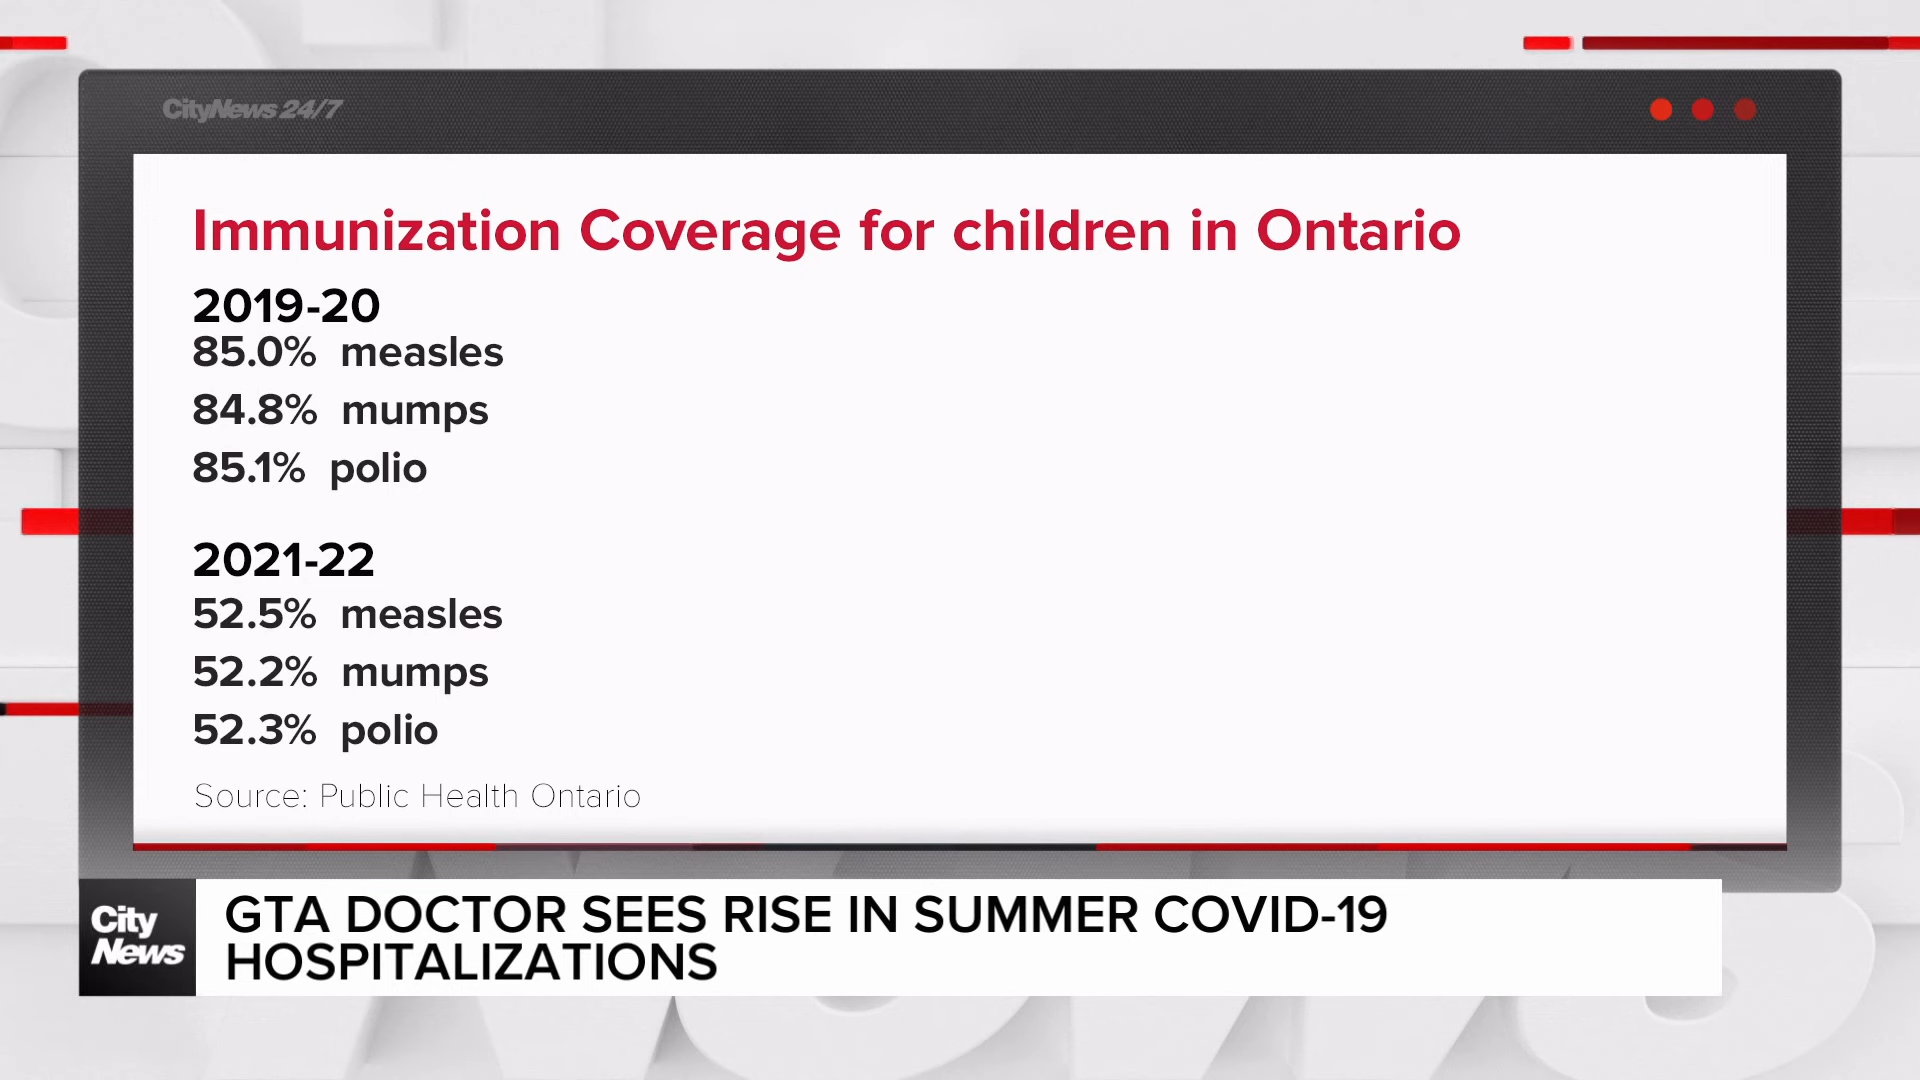 CityNews 24/7
Immunization Coverage for children in Ontario
2019-20
85.0% measles
84.8% mumps
85.1% polio
2021-22
52.5% measles
52.2% mumps
52.3% polio
Source: Public Health Ontario
City
News
GTA DOCTOR SEES RISE IN SUMMER COVID-19
HOSPITALIZATIONS